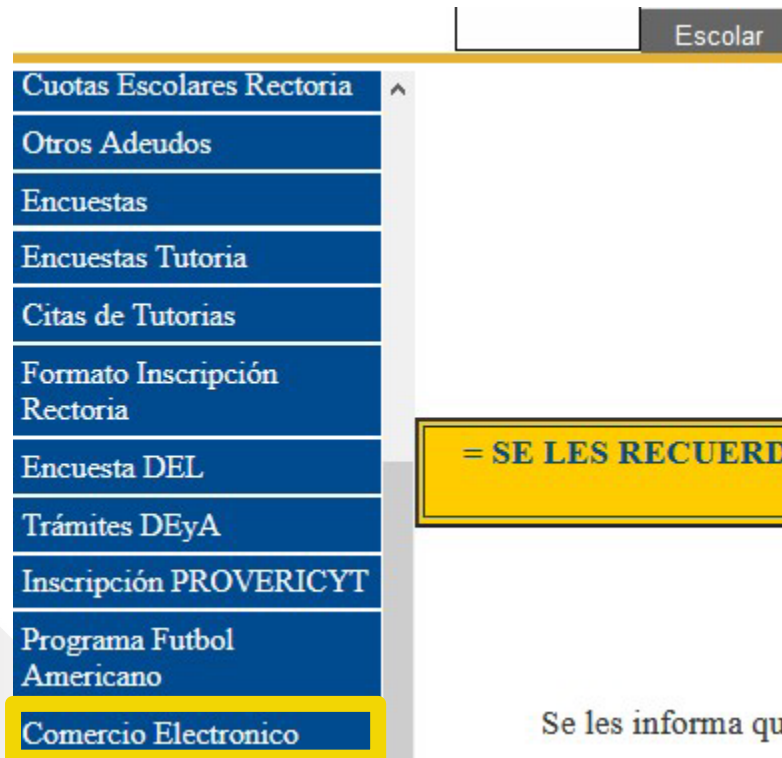 Escolar
Cuotas Escolares Rectoria
Otros Adeudos
Encuestas
Encuestas Tutoria
Citas de Tutorias
Formato Inscripción
Rectoria
Encuesta DEL
Trámites DEyA
Inscripción PROVERICYT
Programa Futbol
Americano
Comercio Electronico
= SE LES RECUERD
Se les informa qu